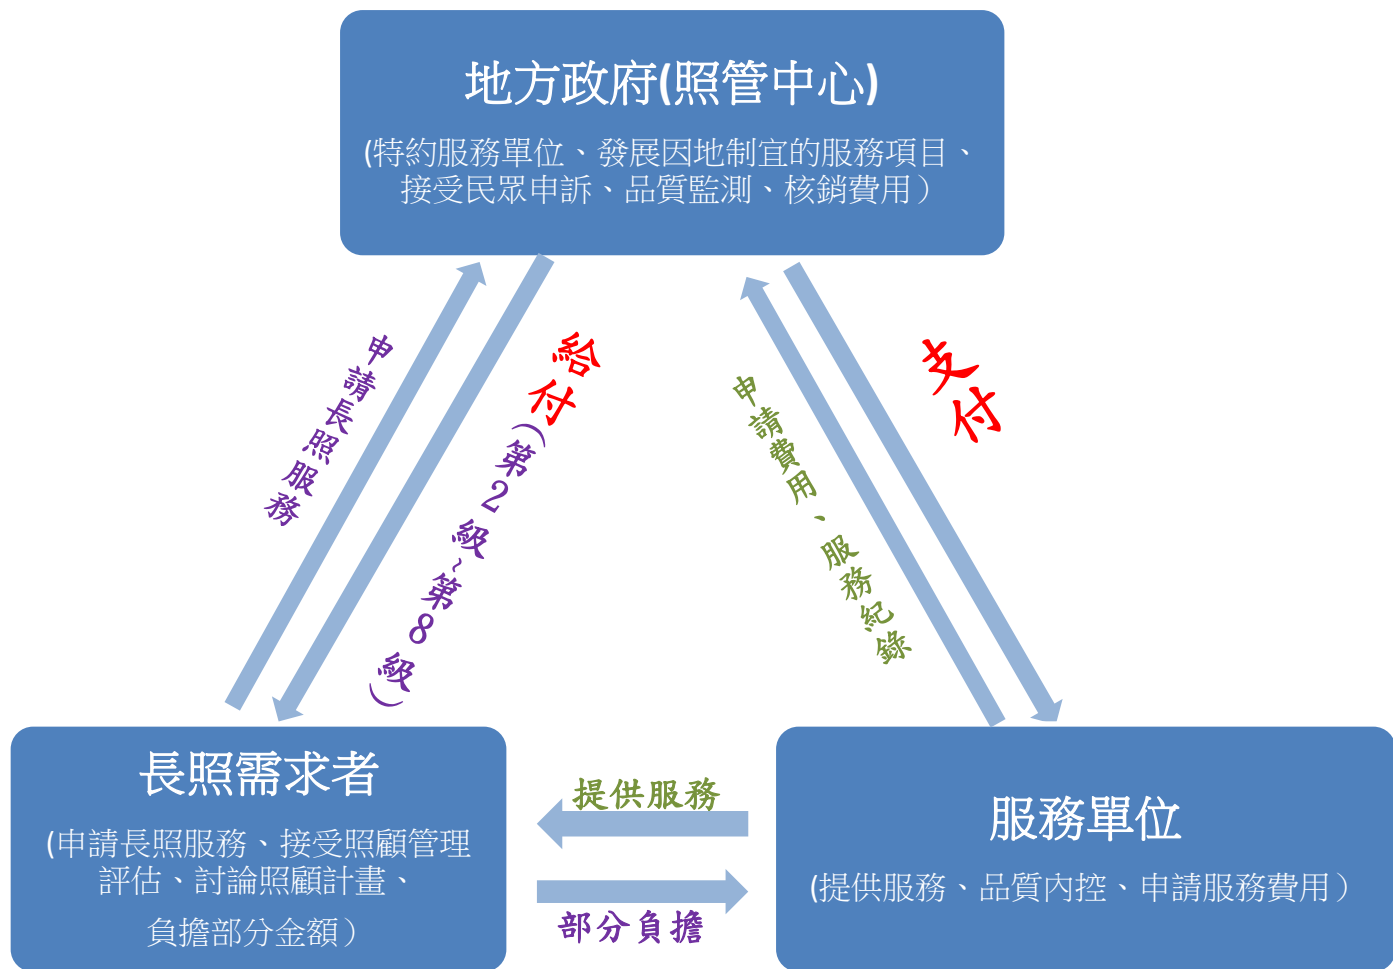 地方政府(照管中心)
(特約服務單位、發展因地制宜的服務項目、
接受民眾申訴、品質監測、核銷費用）
申請長照服務
給付(第2級~第8級)
申請費用、服務紀錄
支付
長照需求者
(申請長照服務、接受照顧管理
評估、討論照顧計畫、
負擔部分金額）
提供服務
部分負擔
服務單位
(提供服務、品質內控、申請服務費用）